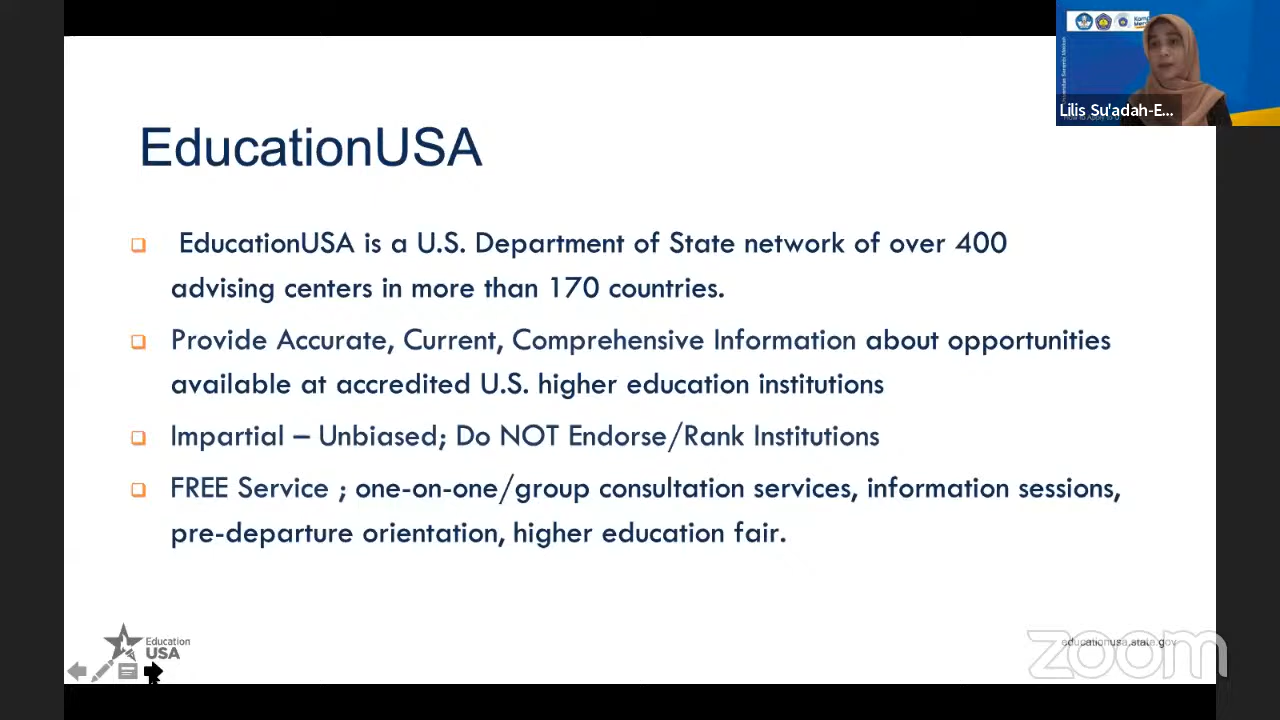 Lilis Su'adah-E...
EducationUSA
EducationUSA is a U.S. Department of State network of over 400
advising centers in more than 170 countries.
Provide Accurate, Current, Comprehensive Information about opportunities
available at accredited U.S. higher education institutions
Impartial – Unbiased; Do NOT Endorse/Rank Institutions
FREE Service ; one-on-one/group consultation services, information sessions,
pre-departure orientation, higher education fair.
Education
USA
educationusa.state.gov
zoom